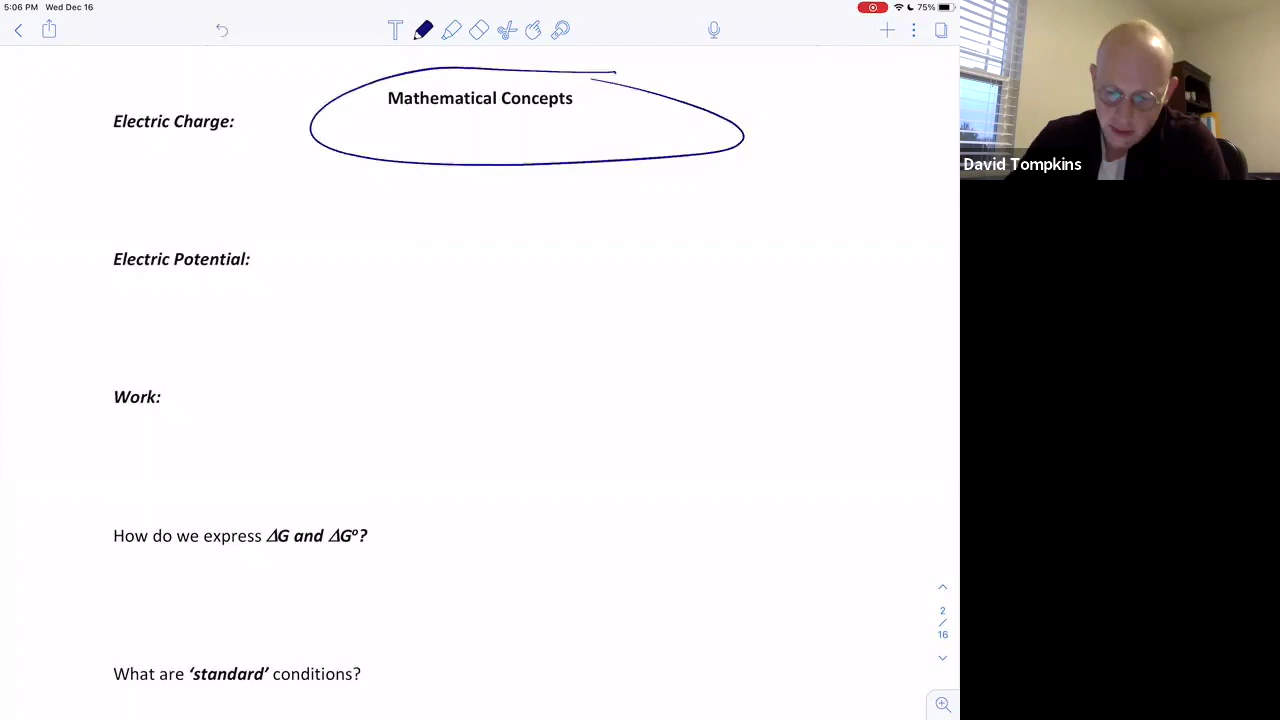 5:06 PM Wed Dec 16
75%
Mathematical Concepts
Electric Charge:
David Tompkins
Electric Potential:
Work:
How do we express ΔG and ΔGº?
2
/
16
What are ‘standard’ conditions?